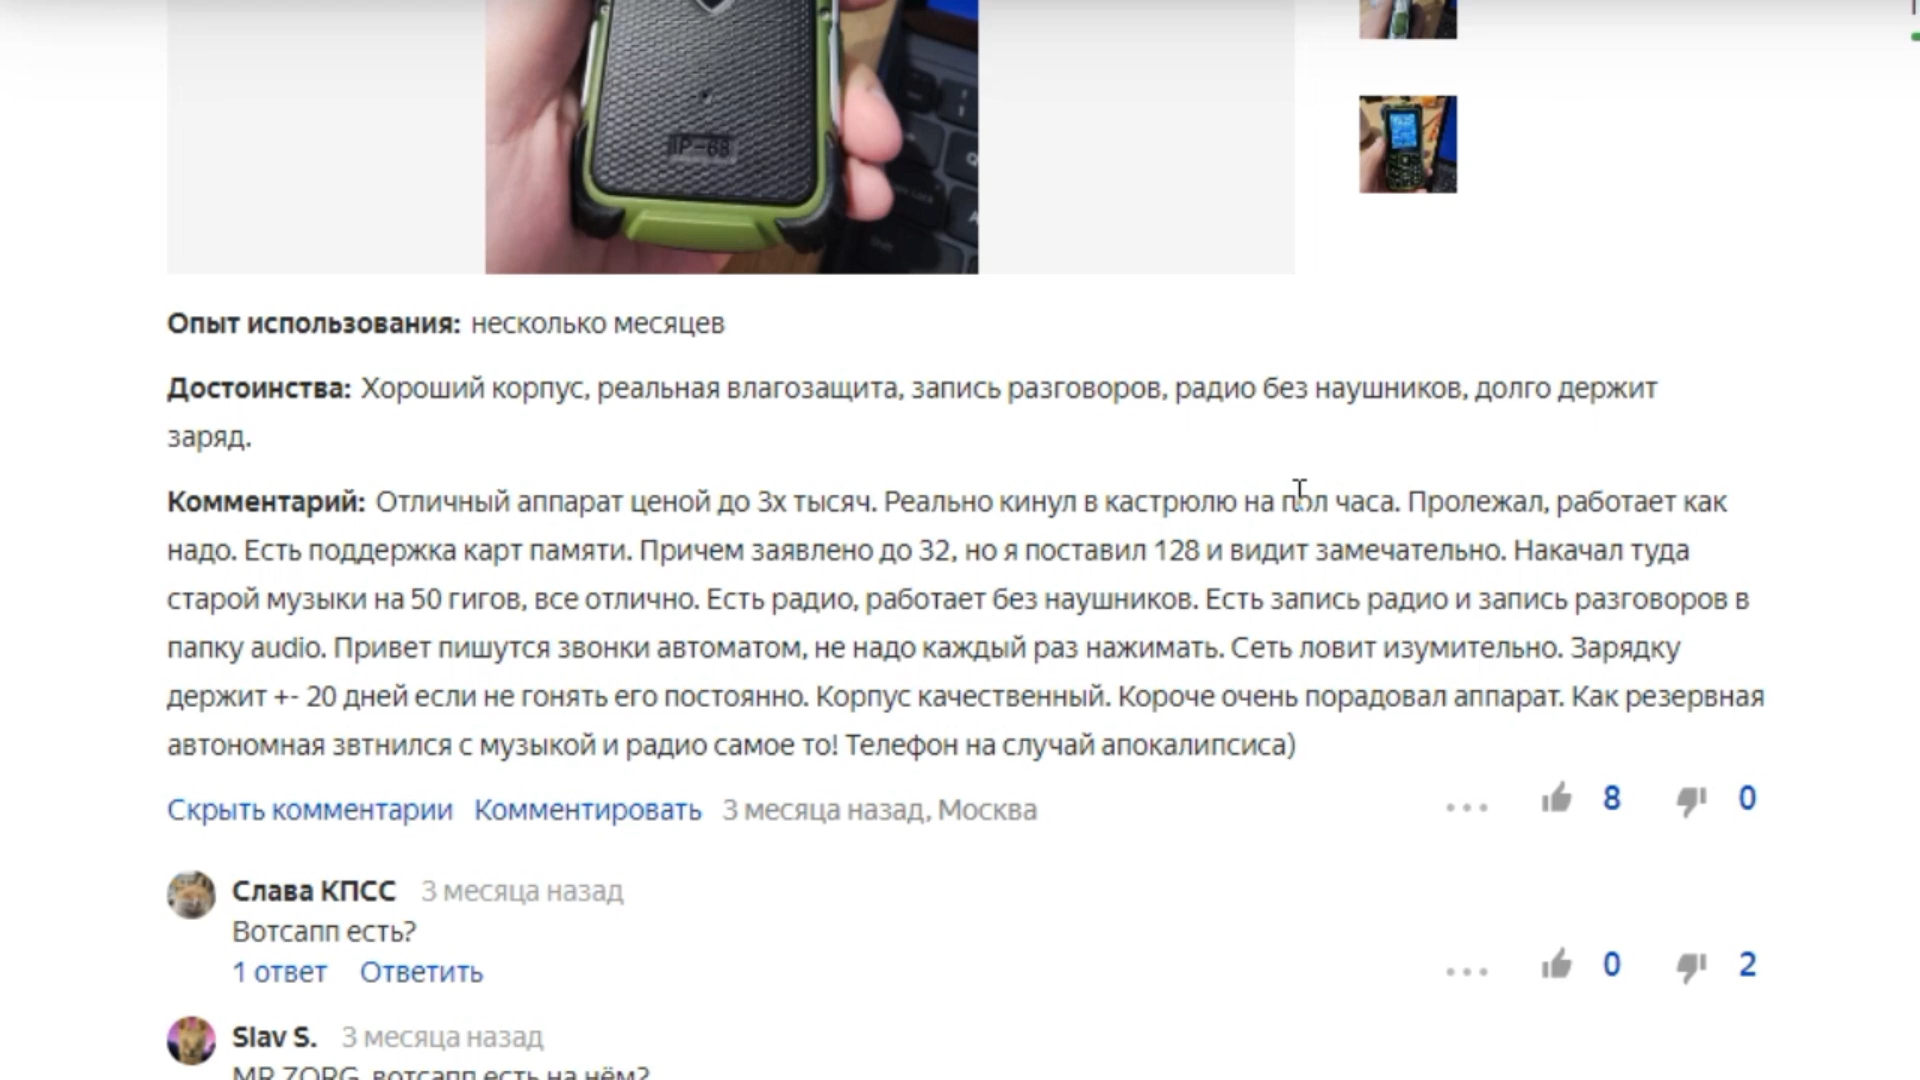 IP-68
Опыт использования: несколько месяцев
Достоинства: Хороший корпус, реальная влагозащита, запись разговоров, радио без наушников, долго держит
заряд.
Комментарий: Отличный аппарат ценой до 3х тысяч. Реально кинул в кастрюлю на пол часа. Пролежал, работает как
надо. Есть поддержка карт памяти. Причем заявлено до 32, но я поставил 128 и видит замечательно. Накачал туда
старой музыки на 50 гигов, все отлично. Есть радио, работает без наушников. Есть запись радио и запись разговоров в
папку audio. Привет пишутся звонки автоматом, не надо каждый раз нажимать. Сеть ловит изумительно. Зарядку
держит +- 20 дней если не гонять его постоянно. Корпус качественный. Короче очень порадовал аппарат. Как резервная
автономная звтнился с музыкой и радио самое то! Телефон на случай апокалипсиса)
Скрыть комментарии Комментировать 3 месяца назад, Москва 8 0
Слава КПСС 3 месяца назад
Вотсапп есть?
1 ответ Ответить 0 2
Slav S. 3 месяца назад
MR ZORG, вотсапп есть на нём?